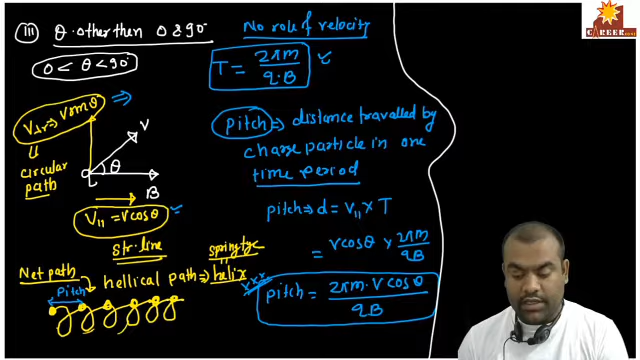 (iii) θ other than 0 & 90°
0 < θ < 90°
V⊥r ⇒ V sin θ ⇒
⇓
circular
path
V
θ
B
V∥ = V cos θ
Str. line
Net path
hellical path ⇒ helix
spring type
Pitch
No role of velocity
T = 2πm / q.B
pitch ⇒ distance travelled by
charge particle in one
time period
pitch ⇒ d = V∥ × T
= V cos θ × 2πm / qB
pitch = 2πm . V cos θ / qB
CAREER